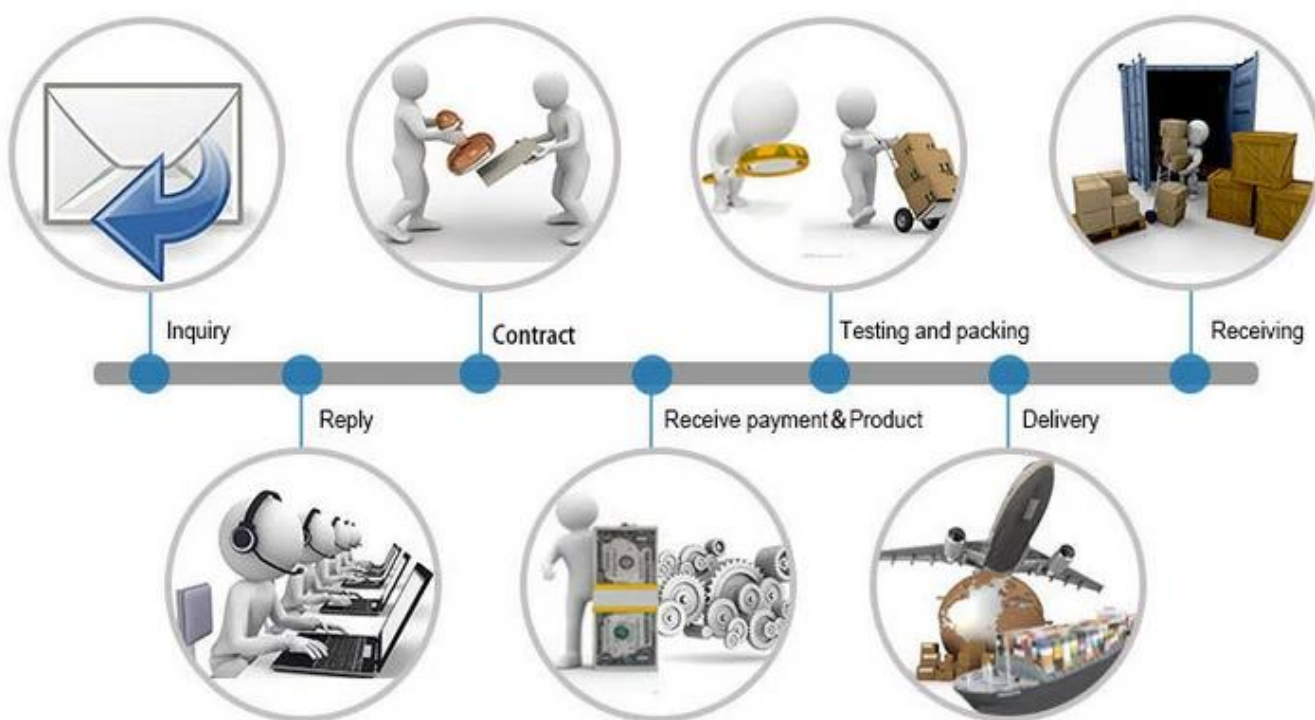 Inquiry
Reply
Contract
Receive payment & Product
Testing and packing
Delivery
Receiving